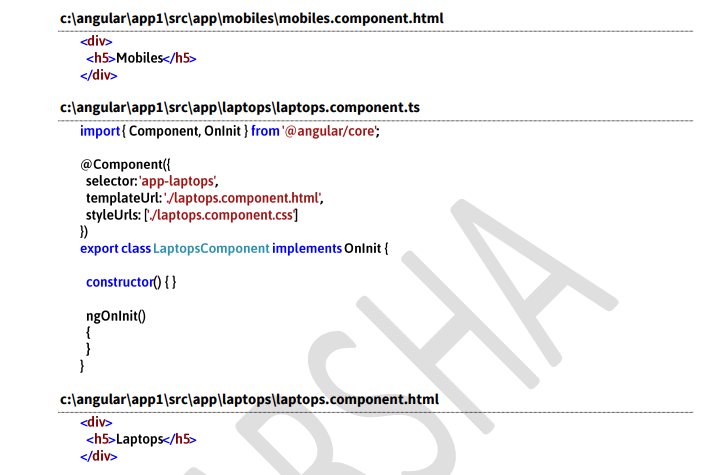 c:\angular\app1\src\app\mobiles\mobiles.component.html
<div>
<h5>Mobiles</h5>
</div>
c:\angular\app1\src\app\laptops\laptops.component.ts
import { Component, OnInit } from '@angular/core';
@Component({
selector: 'app-laptops',
templateUrl: './laptops.component.html',
styleUrls: ['./laptops.component.css']
})
export class LaptopsComponent implements OnInit {
constructor() { }
ngOnInit()
{
}
}
c:\angular\app1\src\app\laptops\laptops.component.html
<div>
<h5>Laptops</h5>
</div>